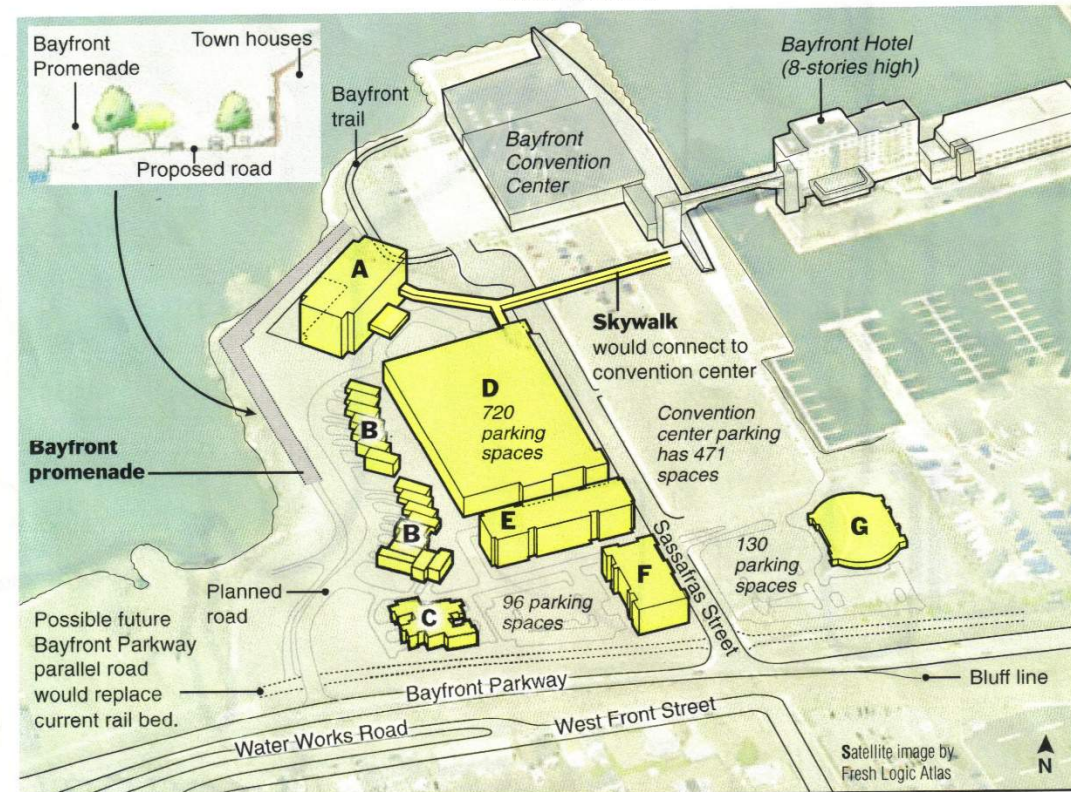 Bayfront
Promenade
Town houses
Proposed road
Bayfront
trail
Bayfront
Convention
Center
Bayfront Hotel
(8-stories high)
A
Skywalk
would connect to
convention center
D
720
parking
spaces
Convention
center parking
has 471
spaces
B
Bayfront
promenade
B
E
Sassafras Street
G
130
parking
spaces
F
Planned
road
C
96 parking
spaces
Possible future
Bayfront Parkway
parallel road
would replace
current rail bed.
Bayfront Parkway
Bluff line
Water Works Road
West Front Street
Satellite image by
Fresh Logic Atlas
N